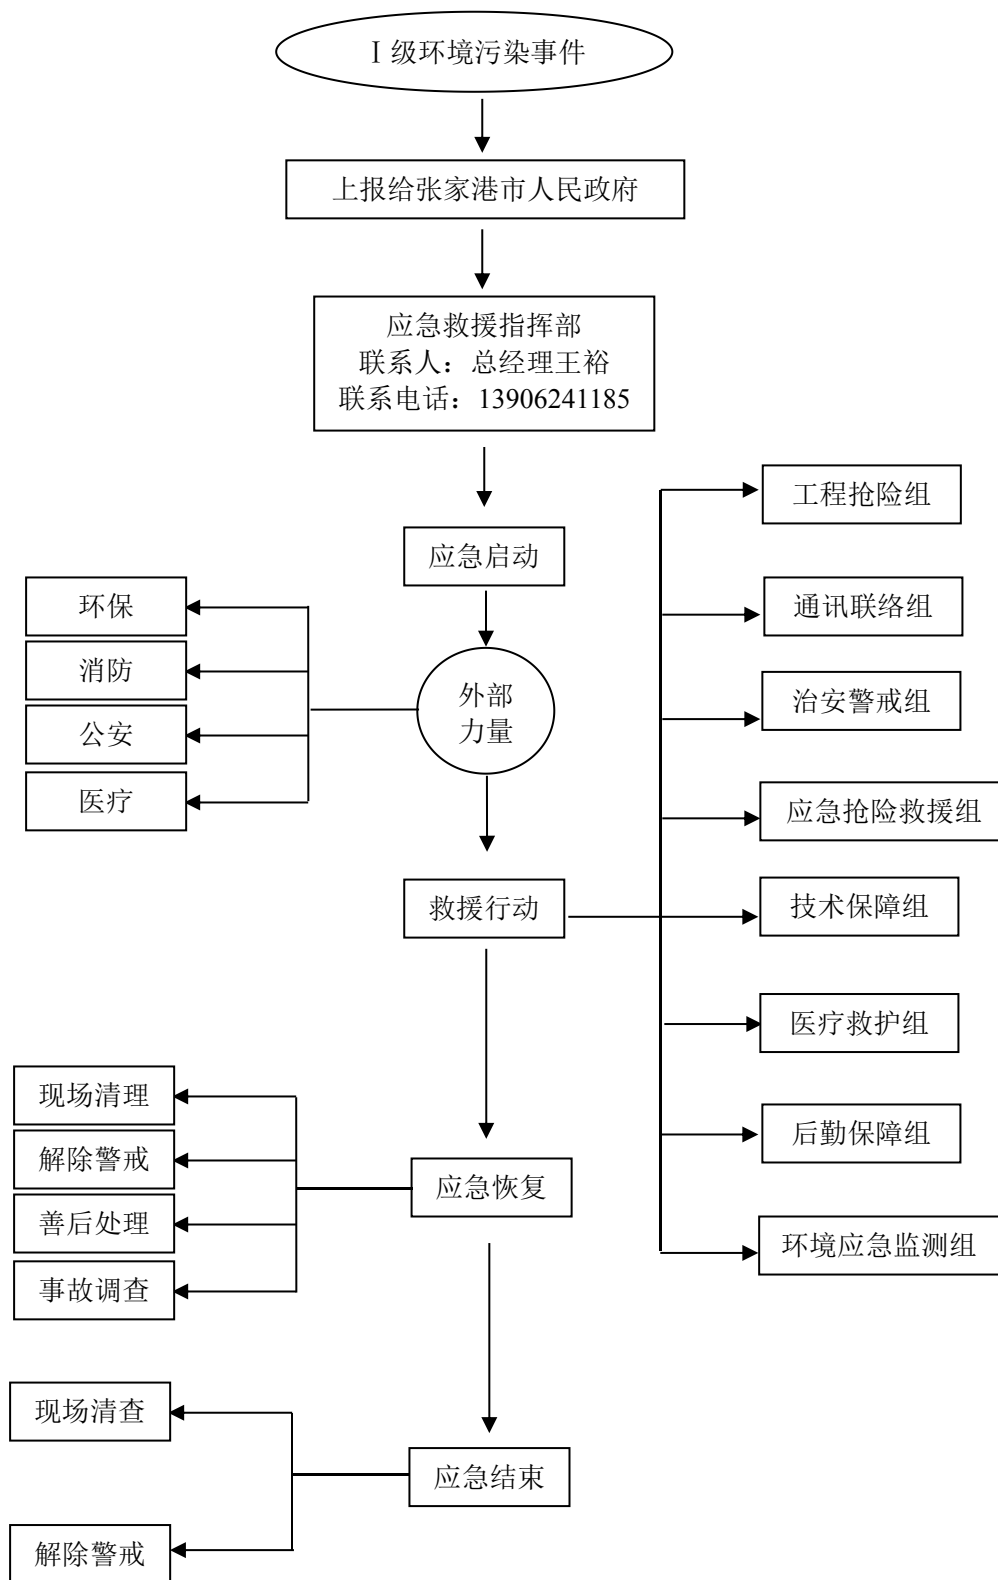 Ⅰ级环境污染事件
上报给张家港市人民政府
应急救援指挥部
联系人：总经理王裕
联系电话：13906241185
应急启动
外部
力量
环保
消防
公安
医疗
救援行动
工程抢险组
通讯联络组
治安警戒组
应急抢险救援组
技术保障组
医疗救护组
后勤保障组
环境应急监测组
应急恢复
现场清理
解除警戒
善后处理
事故调查
应急结束
现场清查
解除警戒